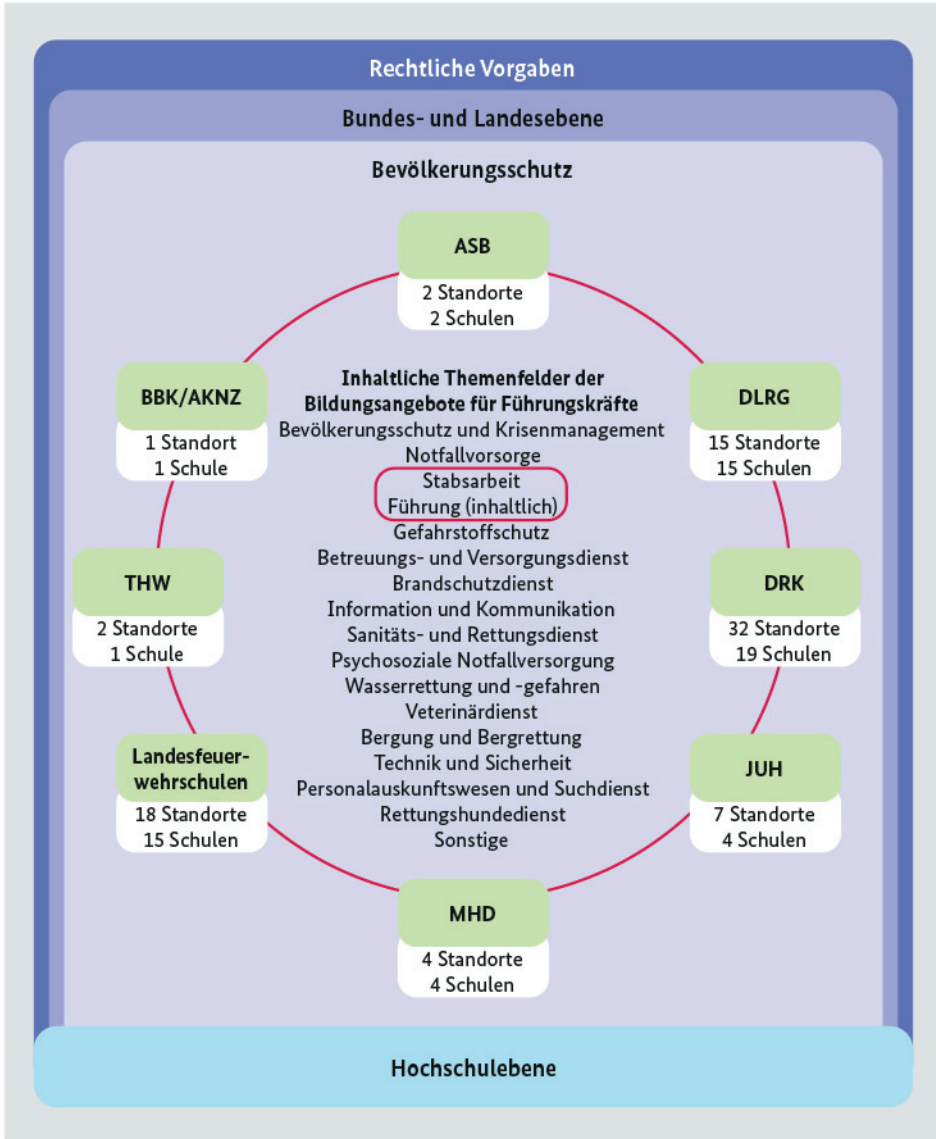 Rechtliche Vorgaben
Bundes- und Landesebene
Bevölkerungsschutz
ASB
2 Standorte
2 Schulen
BBK/AKNZ
1 Standort
1 Schule
Inhaltliche Themenfelder der
Bildungsangebote für Führungskräfte
Bevölkerungsschutz und Krisenmanagement
Notfallvorsorge
Stabsarbeit
Führung (inhaltlich)
Gefahrstoffschutz
Betreuungs- und Versorgungsdienst
Brandschutzdienst
Information und Kommunikation
Sanitäts- und Rettungsdienst
Psychosoziale Notfallversorgung
Wasserrettung und -gefahren
Veterinärdienst
Bergung und Bergrettung
Technik und Sicherheit
Personalauskunftswesen und Suchdienst
Rettungshundedienst
Sonstige
DLRG
15 Standorte
15 Schulen
THW
2 Standorte
1 Schule
DRK
32 Standorte
19 Schulen
Landesfeuer-
wehrschulen
18 Standorte
15 Schulen
JUH
7 Standorte
4 Schulen
MHD
4 Standorte
4 Schulen
Hochschulebene